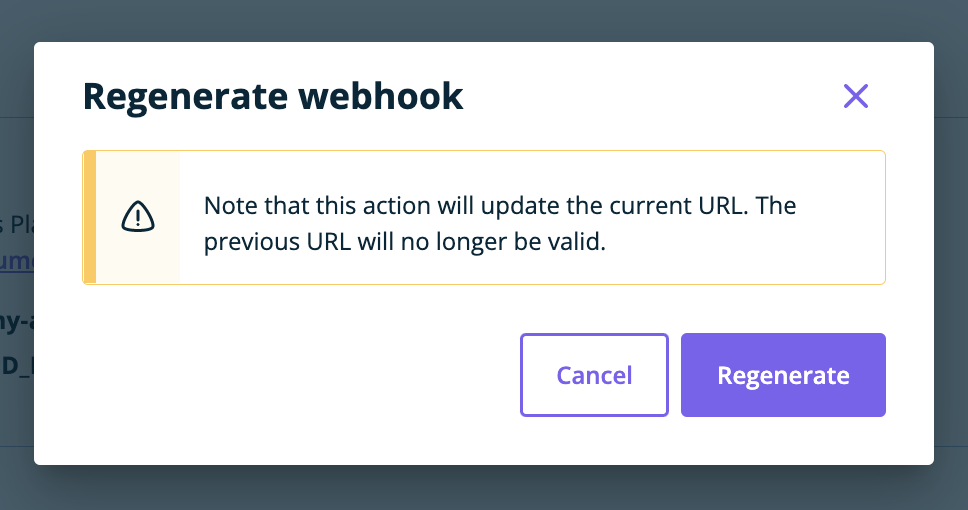 Regenerate webhook
Note that this action will update the current URL. The
previous URL will no longer be valid.
Cancel
Regenerate